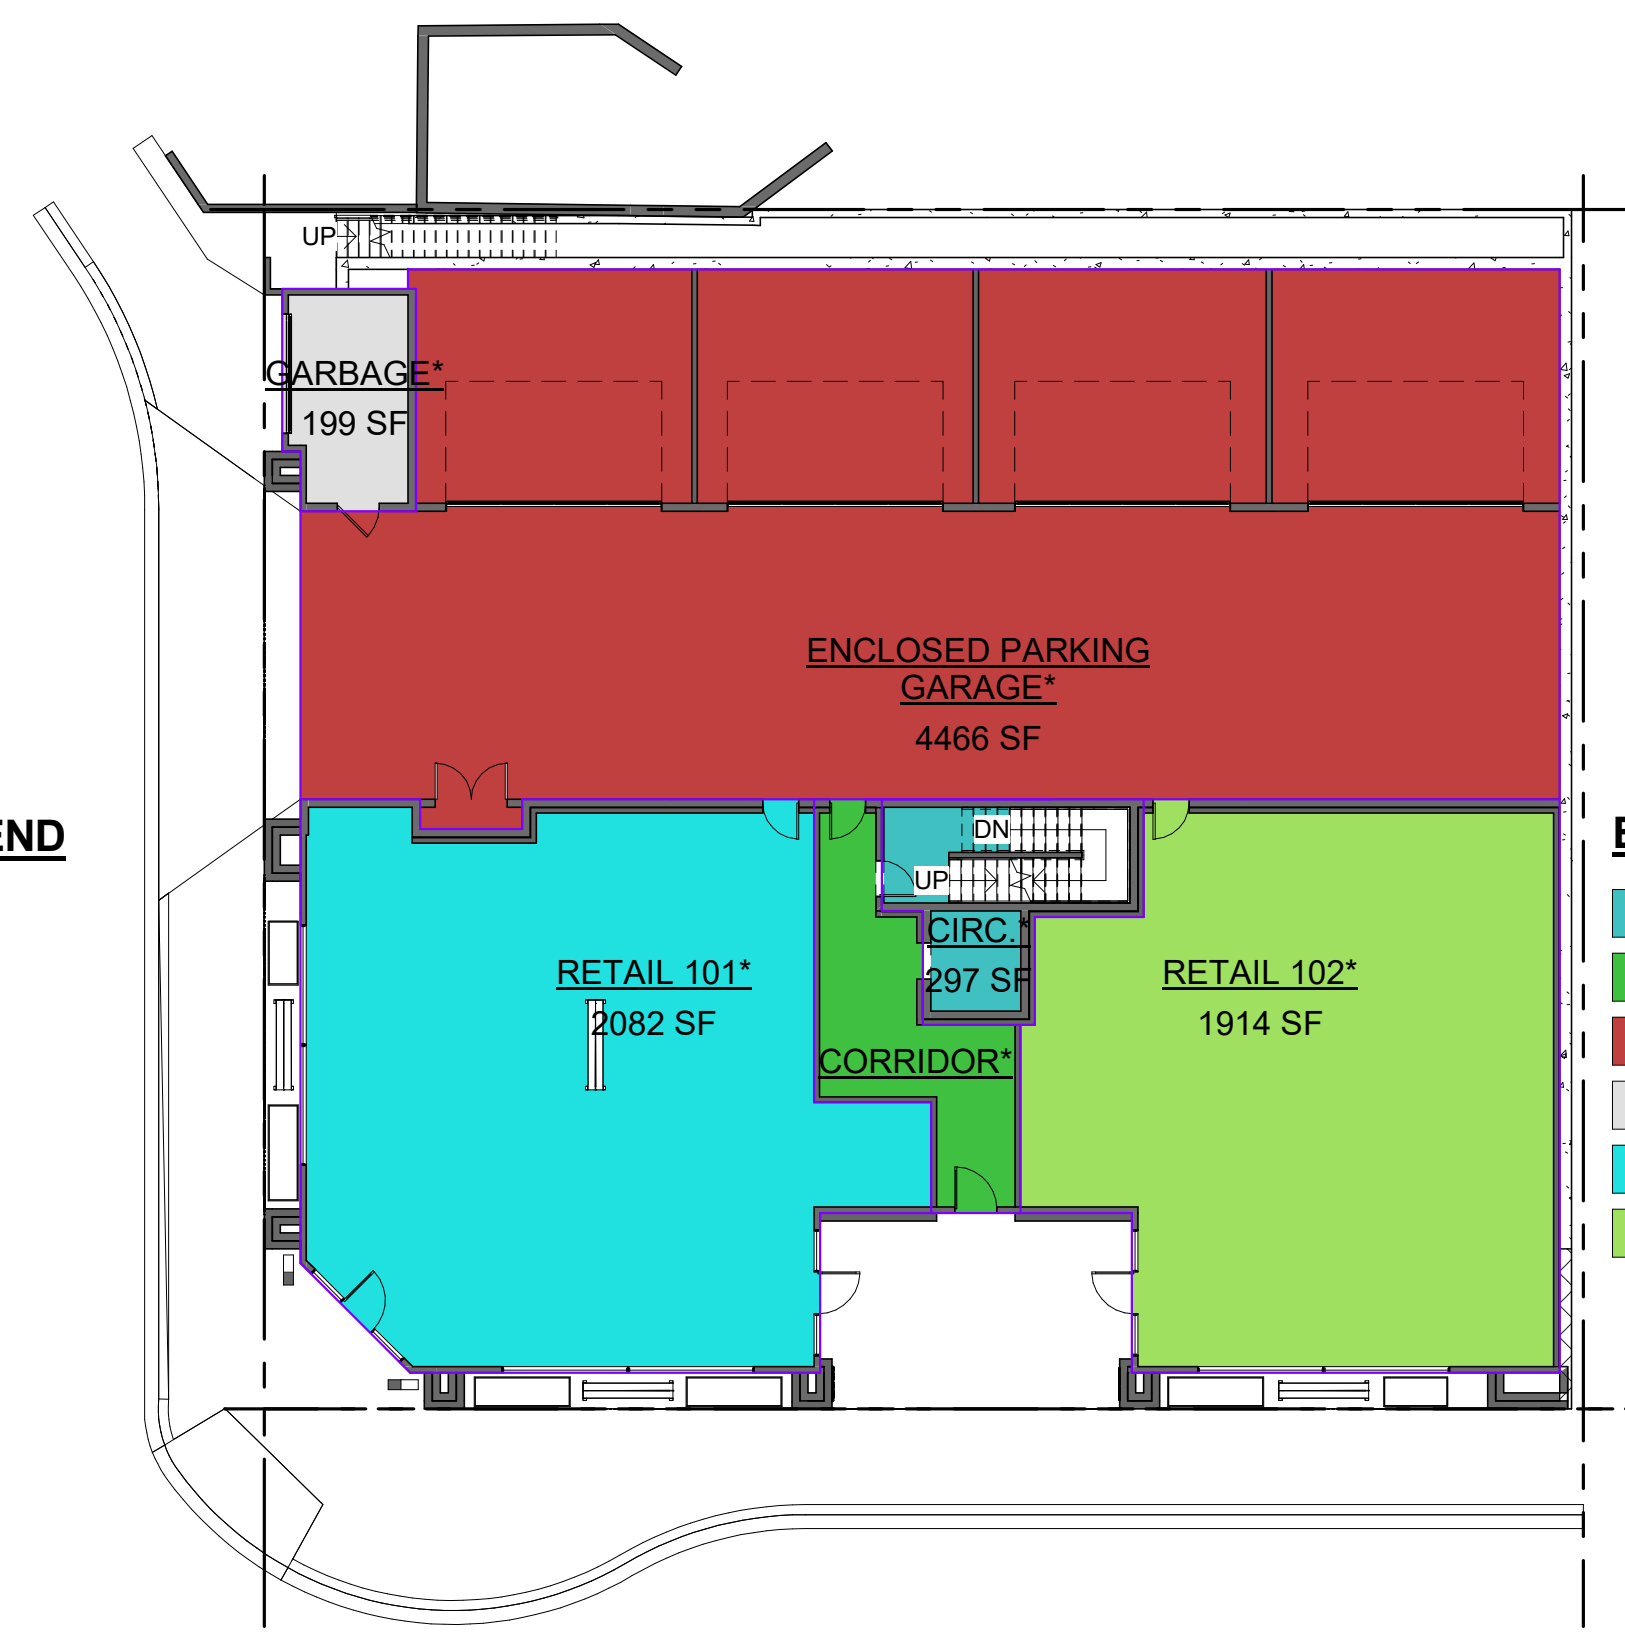 UP
GARBAGE*
199 SF
ENCLOSED PARKING
GARAGE*
4466 SF
END
DN
UP
CIRC.*
297 SF
RETAIL 101*
2082 SF
RETAIL 102*
1914 SF
CORRIDOR*